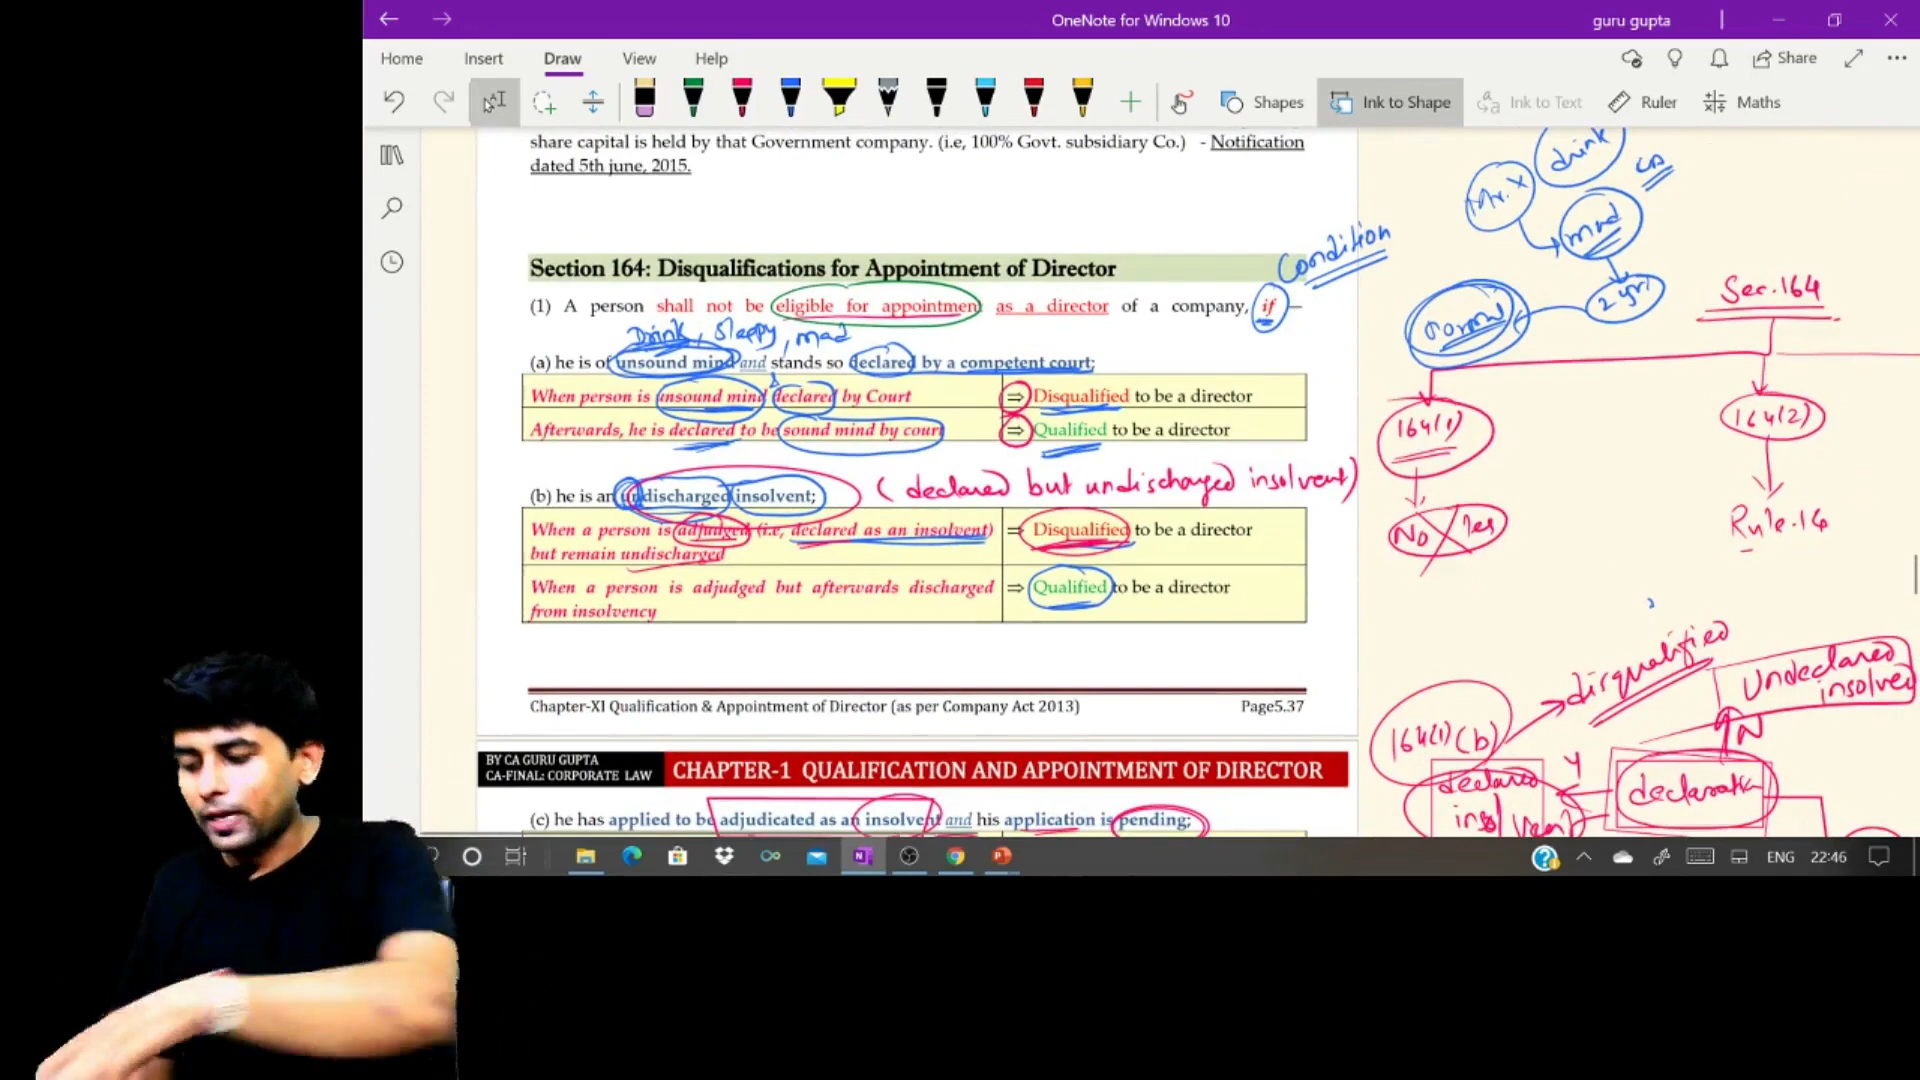 OneNote for Windows 10
guru gupta
Home Insert Draw View Help
Share
Shapes
Ink to Shape
Ink to Text
Ruler
Maths
share capital is held by that Government company. (i.e, 100% Govt. subsidiary Co.) - Notification
dated 5th june, 2015.
Section 164: Disqualifications for Appointment of Director
Condition
(1) A person shall not be eligible for appointment as a director of a company, if –
Drink, Sleepy, mad
(a) he is of unsound mind and stands so declared by a competent court;
When person is unsound mind declared by Court ⇒ Disqualified to be a director
Afterwards, he is declared to be sound mind by court ⇒ Qualified to be a director
(b) he is an undischarged insolvent; (declared but undischarged insolvent)
When a person is adjudged (i.e, declared as an insolvent) ⇒ Disqualified to be a director
but remain undischarged
When a person is adjudged but afterwards discharged ⇒ Qualified to be a director
from insolvency
Chapter-XI Qualification & Appointment of Director (as per Company Act 2013) Page5.37
BY CA GURU GUPTA
CA-FINAL: CORPORATE LAW
CHAPTER-1 QUALIFICATION AND APPOINTMENT OF DIRECTOR
(c) he has applied to be adjudicated as an insolvent and his application is pending;
drink
Mr. X
mad
2 yrs
Sec.164
164(1)
164(2)
No Yes
Rule.14
disqualified
Undeclared
164(1)(b)
N
declared
Y
declaration
ENG 22:46